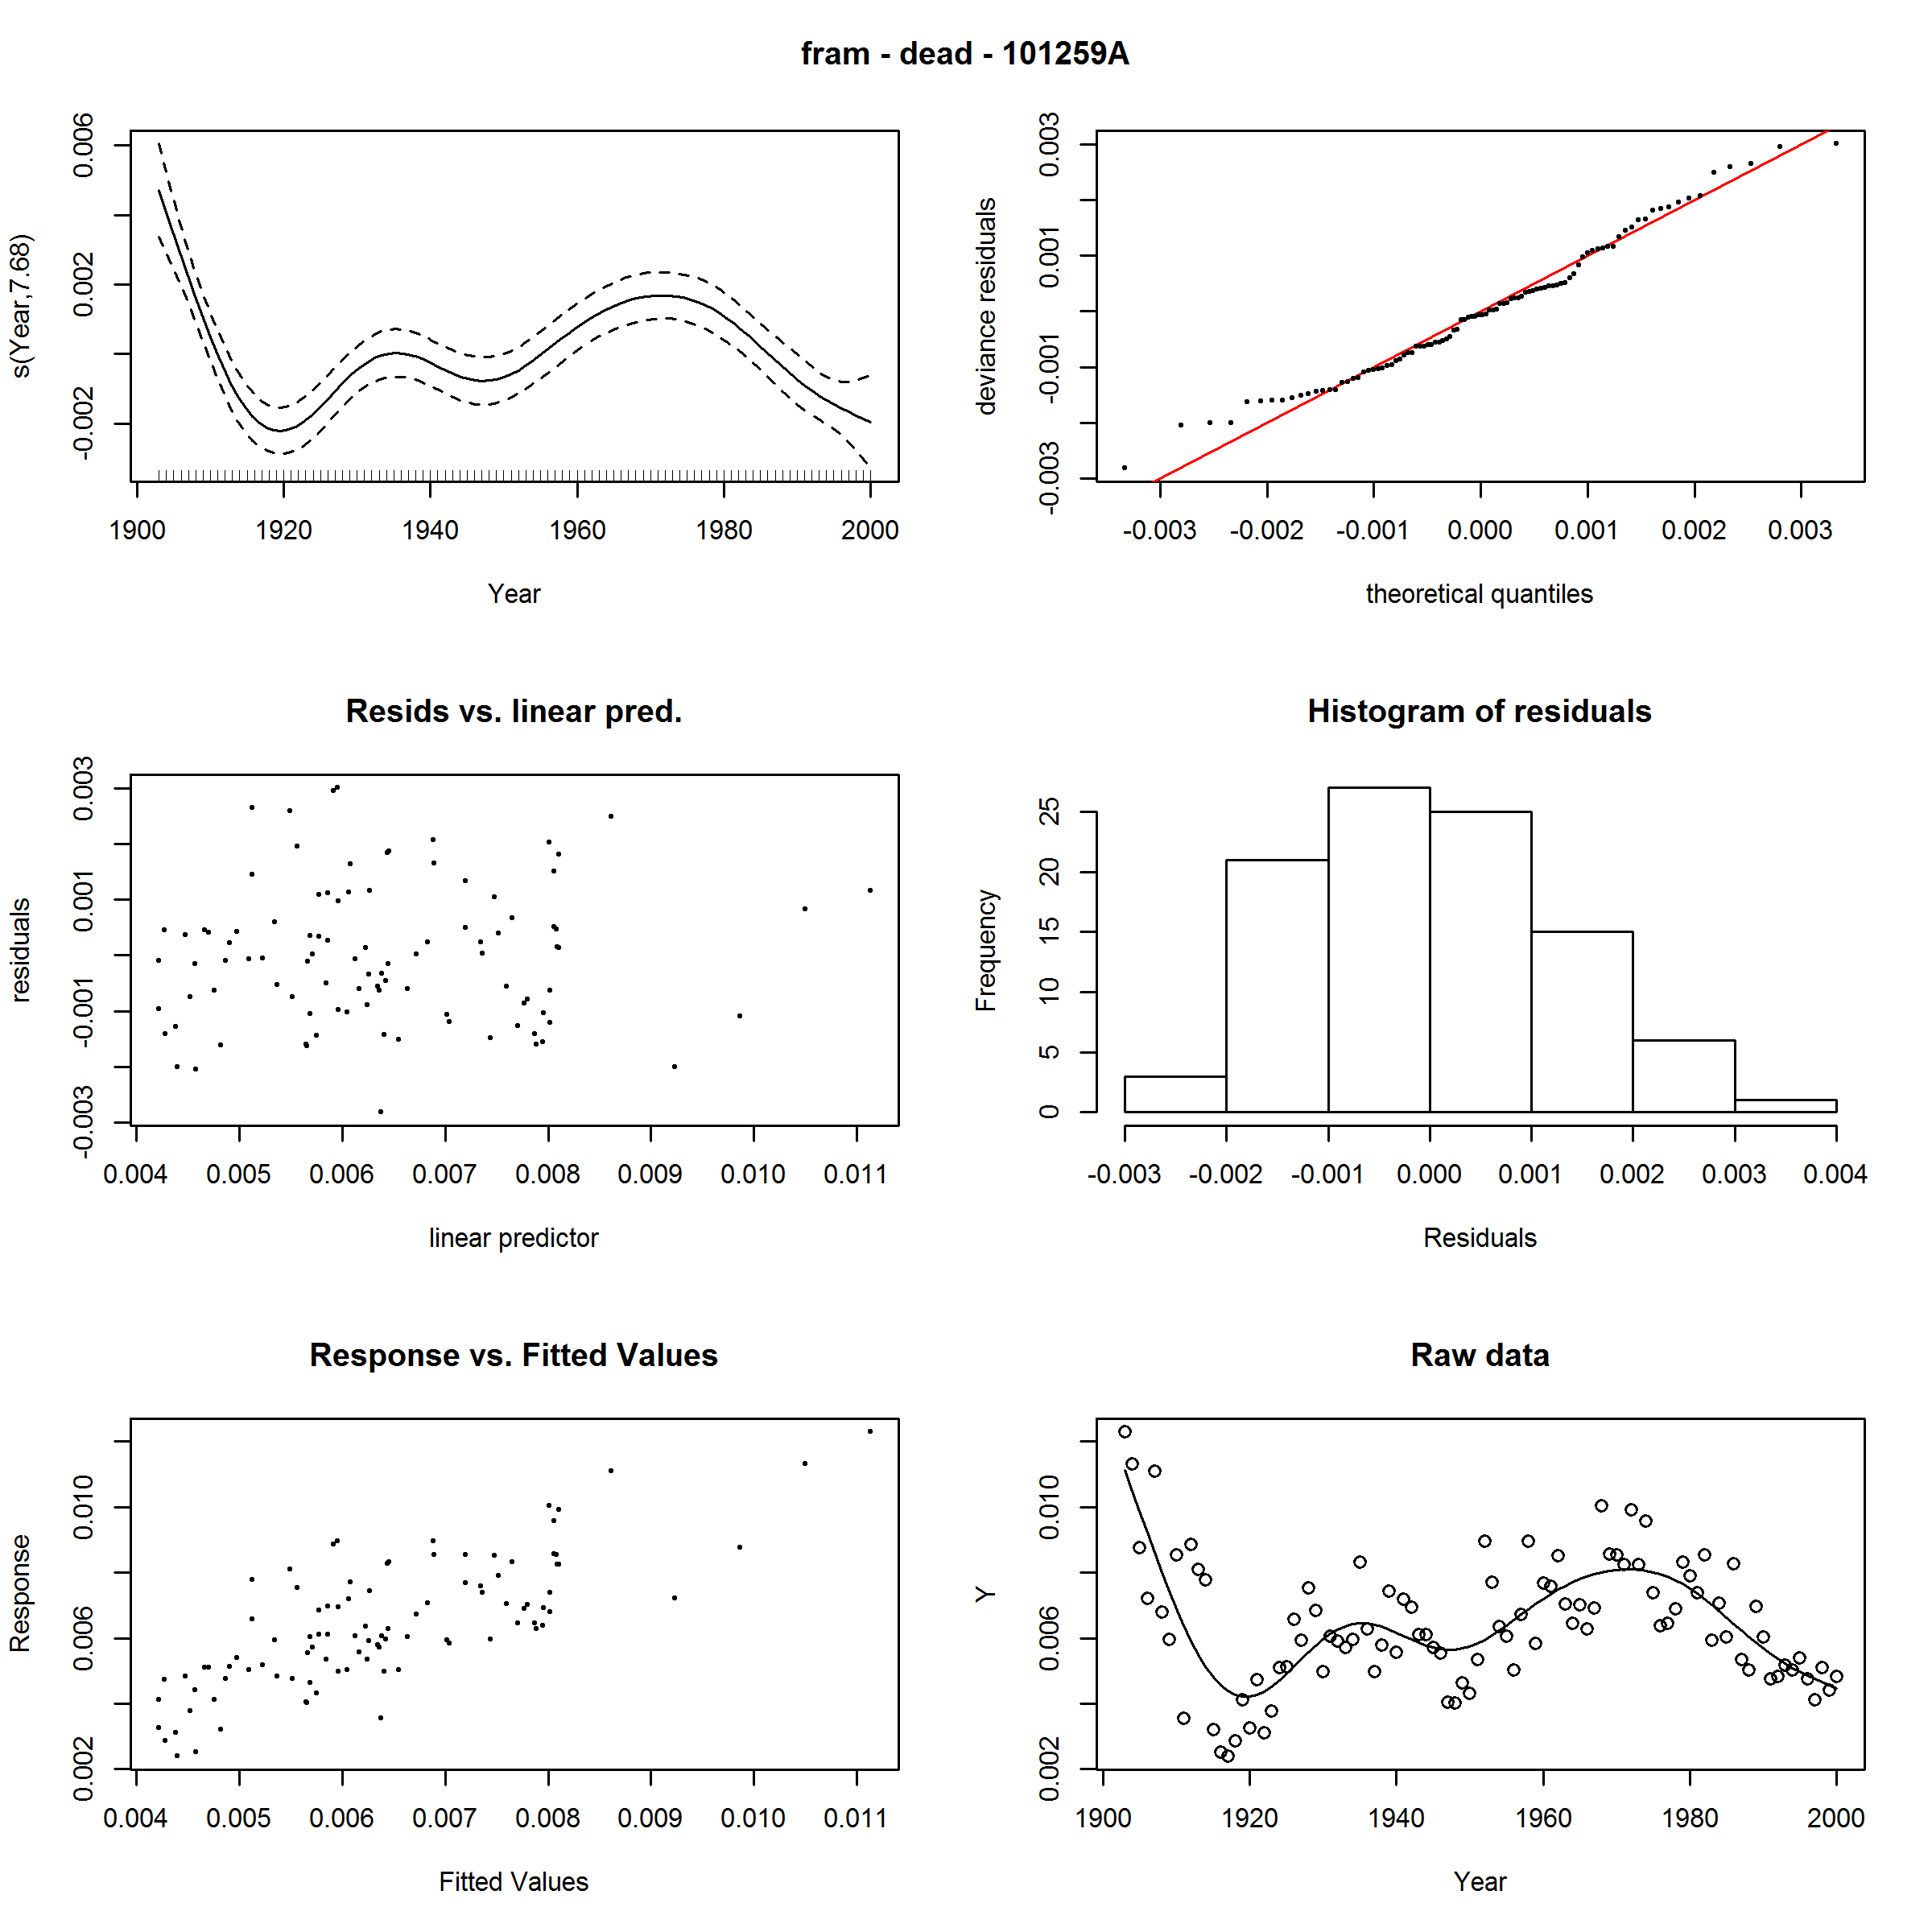 fram - dead - 101259A
s(Year,7.68)
-0.002 0.002 0.006
1900 1920 1940 1960 1980 2000
Year
deviance residuals
-0.003 -0.001 0.001 0.003
-0.003 -0.002 -0.001 0.000 0.001 0.002 0.003
theoretical quantiles
Resids vs. linear pred.
residuals
-0.003 -0.001 0.001 0.003
0.004 0.005 0.006 0.007 0.008 0.009 0.010 0.011
linear predictor
Histogram of residuals
Frequency
0 5 10 15 20 25
-0.003 -0.002 -0.001 0.000 0.001 0.002 0.003 0.004
Residuals
Response vs. Fitted Values
Response
0.002 0.006 0.010
0.004 0.005 0.006 0.007 0.008 0.009 0.010 0.011
Fitted Values
Raw data
Y
0.002 0.006 0.010
1900 1920 1940 1960 1980 2000
Year